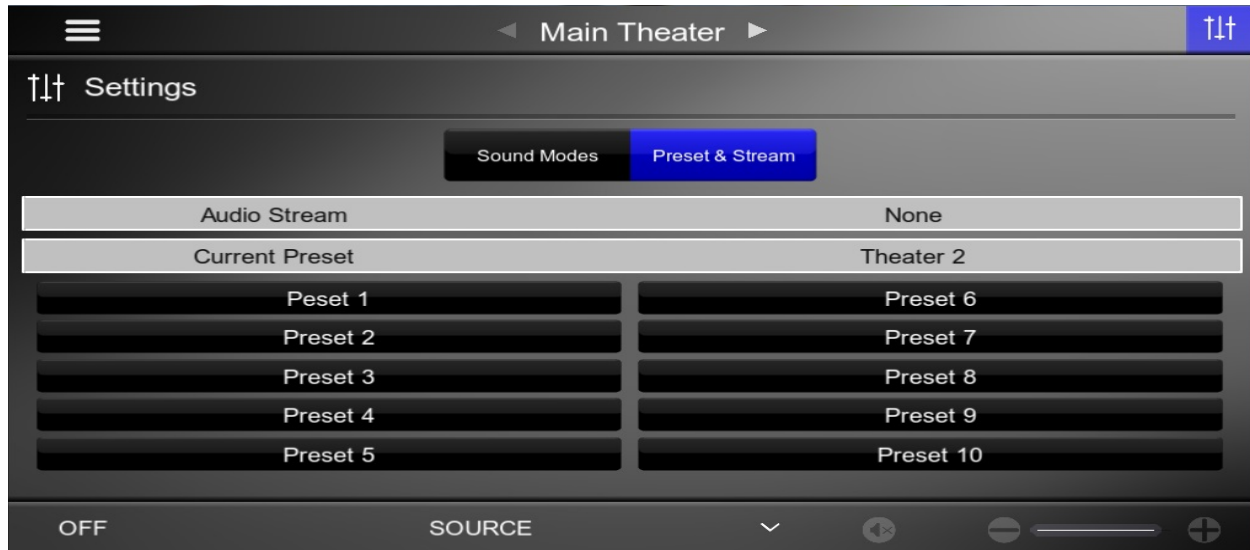 Main Theater
Settings
Sound Modes Preset & Stream
Audio Stream None
Current Preset Theater 2
Peset 1 Preset 6
Preset 2 Preset 7
Preset 3 Preset 8
Preset 4 Preset 9
Preset 5 Preset 10
OFF SOURCE